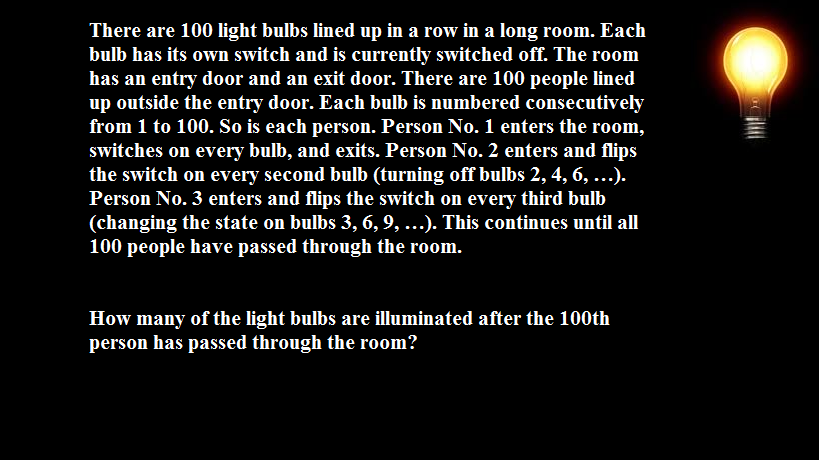 There are 100 light bulbs lined up in a row in a long room. Each
bulb has its own switch and is currently switched off. The room
has an entry door and an exit door. There are 100 people lined
up outside the entry door. Each bulb is numbered consecutively
from 1 to 100. So is each person. Person No. 1 enters the room,
switches on every bulb, and exits. Person No. 2 enters and flips
the switch on every second bulb (turning off bulbs 2, 4, 6, …).
Person No. 3 enters and flips the switch on every third bulb
(changing the state on bulbs 3, 6, 9, …). This continues until all
100 people have passed through the room.
How many of the light bulbs are illuminated after the 100th
person has passed through the room?